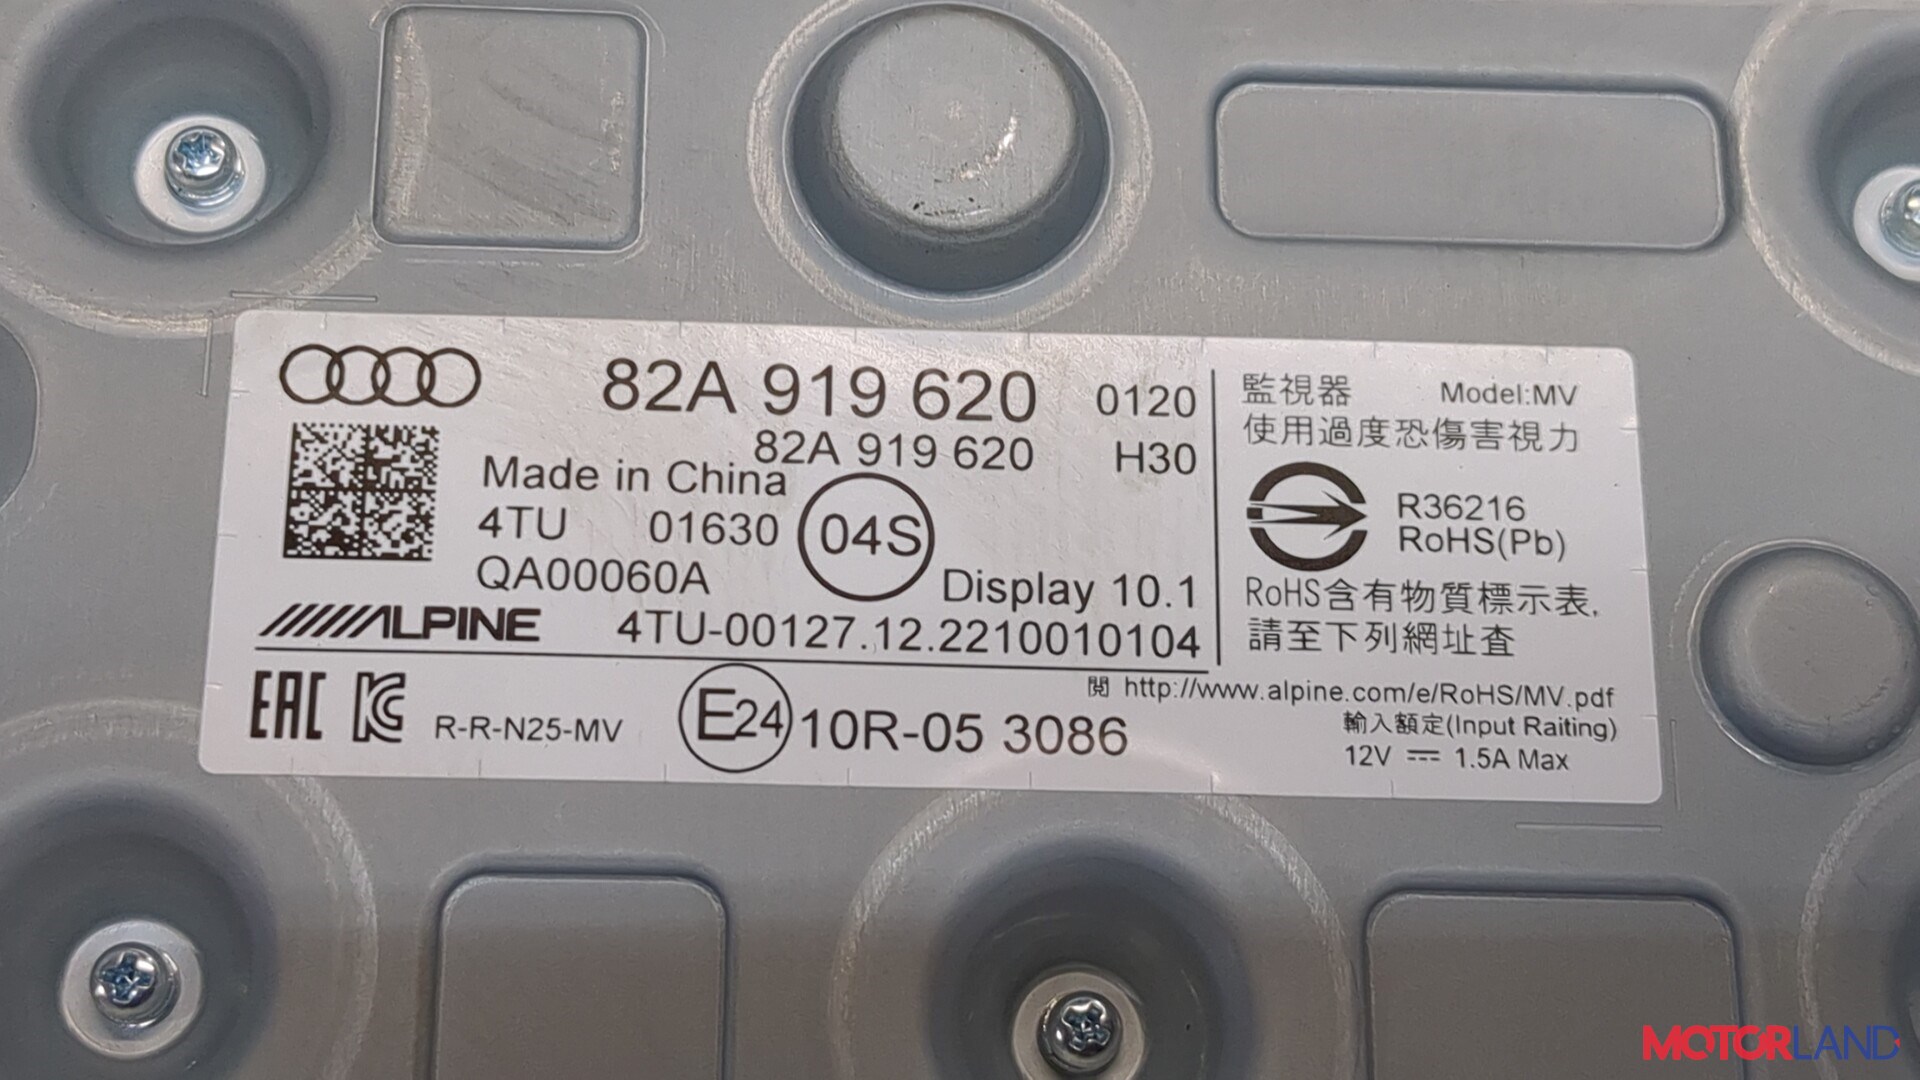 82A 919 620 0120
82A 919 620 H30
Made in China
4TU 01630 04S
QA00060A
Display 10.1
ALPINE 4TU-00127.12.2210010104
監視器 Model:MV
使用過度恐傷害視力
R36216
RoHS(Pb)
RoHS含有物質標示表,
請至下列網址查
閱 http://www.alpine.com/e/RoHS/MV.pdf
輸入額定(Input Raiting)
12V ⎓ 1.5A Max
EAC KC R-R-N25-MV E24 10R-05 3086
MOTORLAND